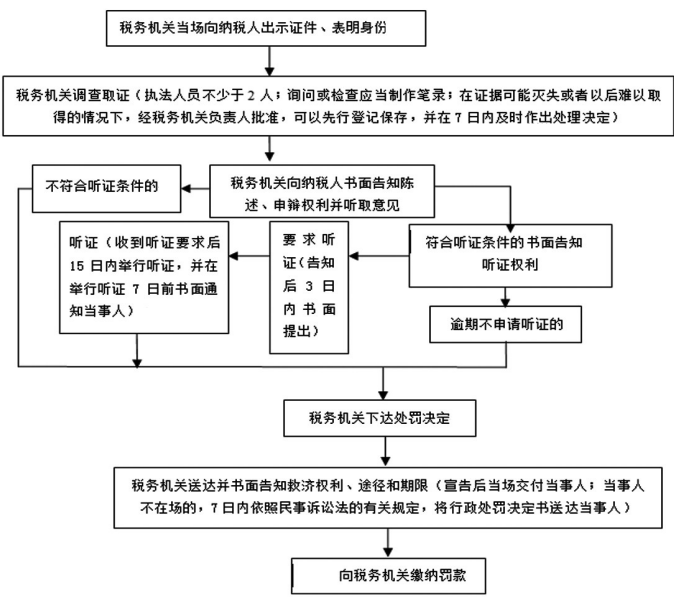 税务机关当场向纳税人出示证件、表明身份
税务机关调查取证（执法人员不少于2人；询问或检查应当制作笔录；在证据可能灭失或者以后难以取
得的情况下，经税务机关负责人批准，可以先行登记保存，并在7日内及时作出处理决定）
不符合听证条件的
税务机关向纳税人书面告知陈
述、申辩权利并听取意见
听证（收到听证要求后
15日内举行听证，并在
举行听证7日前书面通
知当事人）
要求听
证(告知
后3日
内书面
提出）
符合听证条件的书面告知
听证权利
逾期不申请听证的
税务机关下达处罚决定
税务机关送达并书面告知救济权利、途径和期限（宣告后当场交付当事人；当事人
不在场的，7日内依照民事诉讼法的有关规定，将行政处罚决定书送达当事人）
向税务机关缴纳罚款